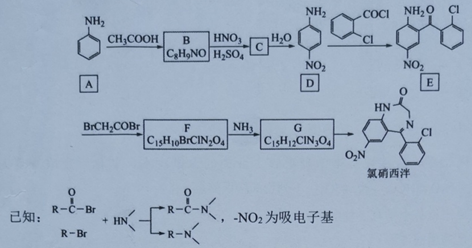 NH₂ NH₂ COCl NH₂ O Cl
CH₃COOH B C₈H₉NO HNO₃ H₂SO₄ C H₂O Cl
NO₂ O₂N
A D E
BrCH₂COBr F C₁₅H₁₀BrClN₂O₄ NH₃ G C₁₅H₁₂ClN₃O₄ HN O N Cl
NO₂
氯硝西泮
已知： R-C-Br O + HN R-C-N O ，-NO₂为吸电子基
R-Br R-N